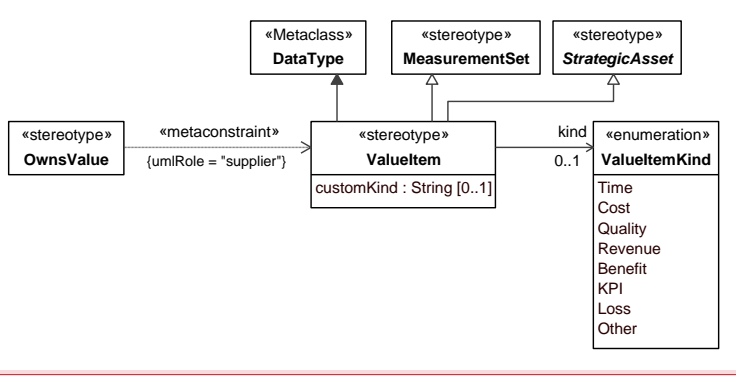 «Metaclass»
DataType
«stereotype»
MeasurementSet
«stereotype»
StrategicAsset
«stereotype»
OwnsValue
«metaconstraint»
{umlRole = "supplier"}
«stereotype»
ValueItem
customKind : String [0..1]
kind
0..1
«enumeration»
ValueItemKind
Time
Cost
Quality
Revenue
Benefit
KPI
Loss
Other